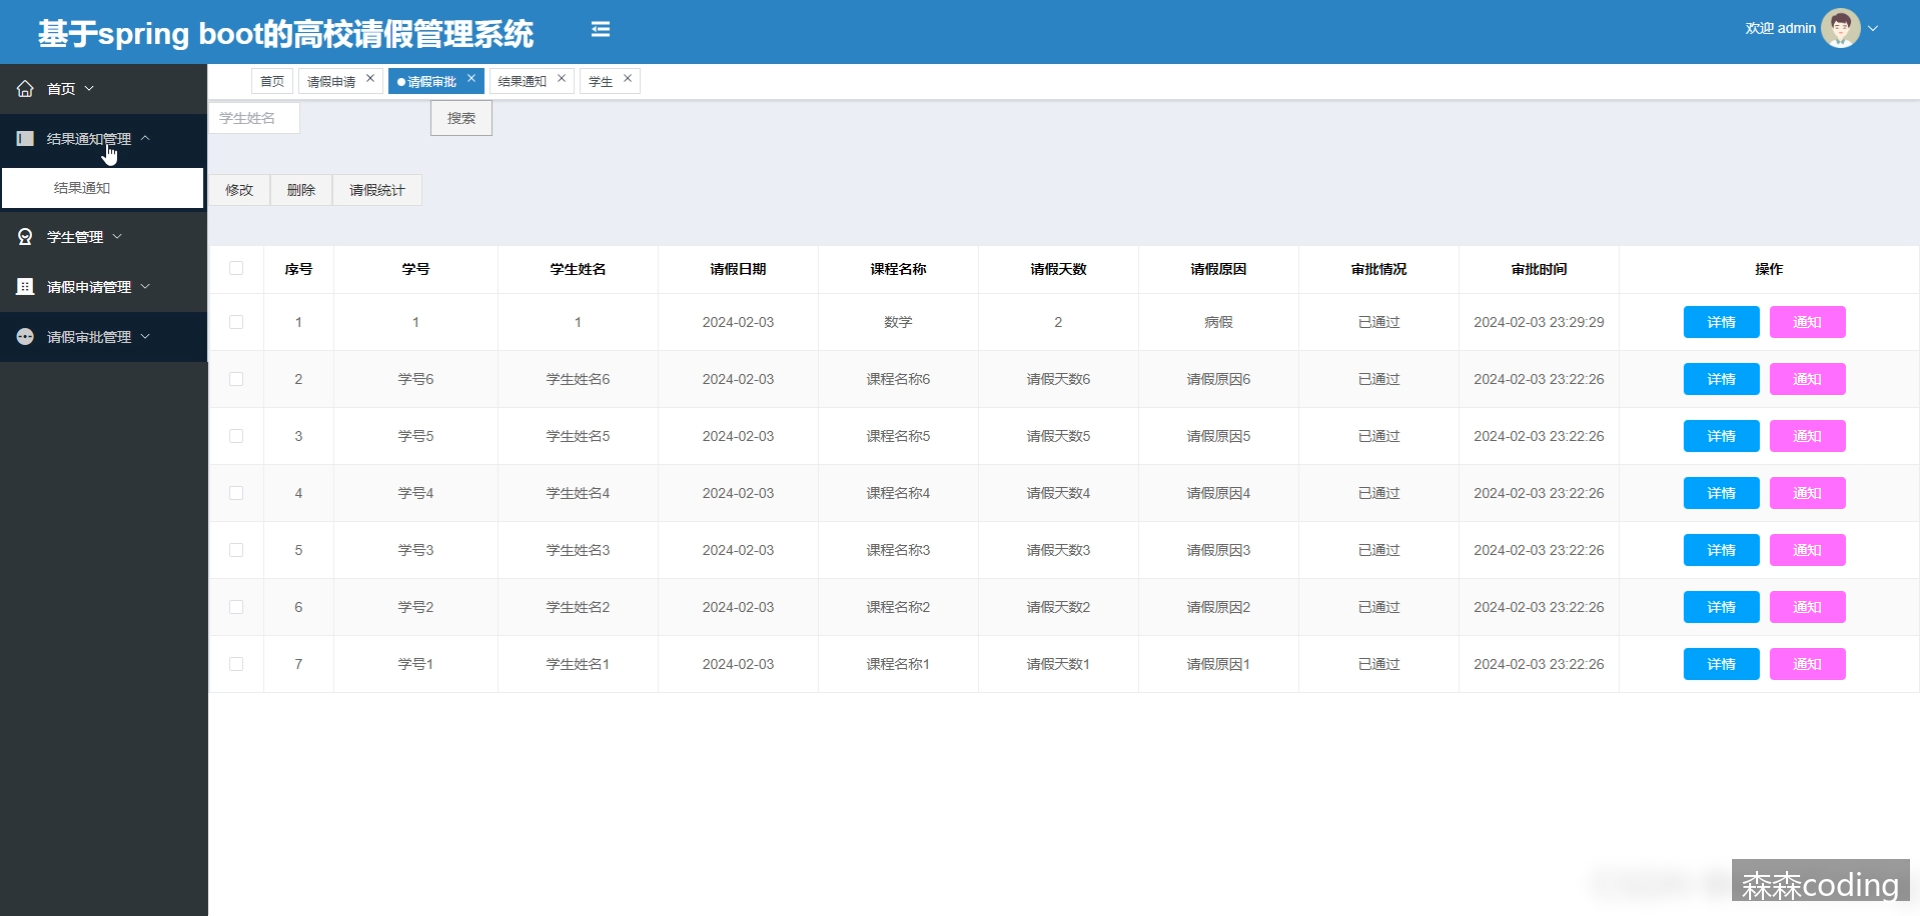 基于spring boot的高校请假管理系统
欢迎 admin
首页
结果通知管理
结果通知
学生管理
请假申请管理
请假审批管理
首页 请假申请 请假审批 结果通知 学生
学生姓名 搜索
修改 删除 请假统计
序号 学号 学生姓名 请假日期 课程名称 请假天数 请假原因 审批情况 审批时间 操作
1 1 1 2024-02-03 数学 2 病假 已通过 2024-02-03 23:29:29 详情 通知
2 学号6 学生姓名6 2024-02-03 课程名称6 请假天数6 请假原因6 已通过 2024-02-03 23:22:26 详情 通知
3 学号5 学生姓名5 2024-02-03 课程名称5 请假天数5 请假原因5 已通过 2024-02-03 23:22:26 详情 通知
4 学号4 学生姓名4 2024-02-03 课程名称4 请假天数4 请假原因4 已通过 2024-02-03 23:22:26 详情 通知
5 学号3 学生姓名3 2024-02-03 课程名称3 请假天数3 请假原因3 已通过 2024-02-03 23:22:26 详情 通知
6 学号2 学生姓名2 2024-02-03 课程名称2 请假天数2 请假原因2 已通过 2024-02-03 23:22:26 详情 通知
7 学号1 学生姓名1 2024-02-03 课程名称1 请假天数1 请假原因1 已通过 2024-02-03 23:22:26 详情 通知
森森coding